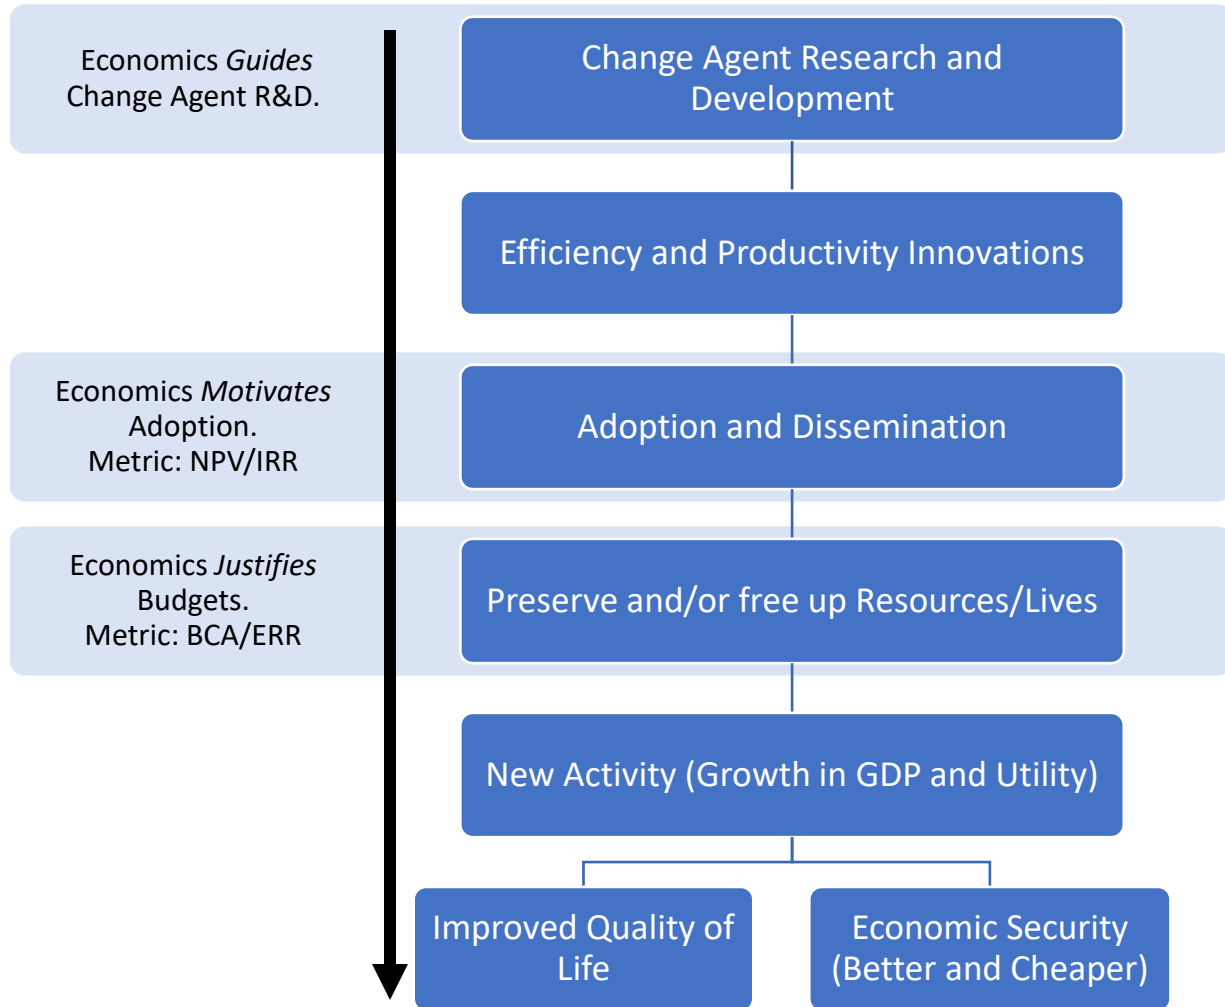 Economics Guides
Change Agent R&D.
Change Agent Research and
Development
Efficiency and Productivity Innovations
Economics Motivates
Adoption.
Metric: NPV/IRR
Adoption and Dissemination
Economics Justifies
Budgets.
Metric: BCA/ERR
Preserve and/or free up Resources/Lives
New Activity (Growth in GDP and Utility)
Improved Quality of
Life
Economic Security
(Better and Cheaper)